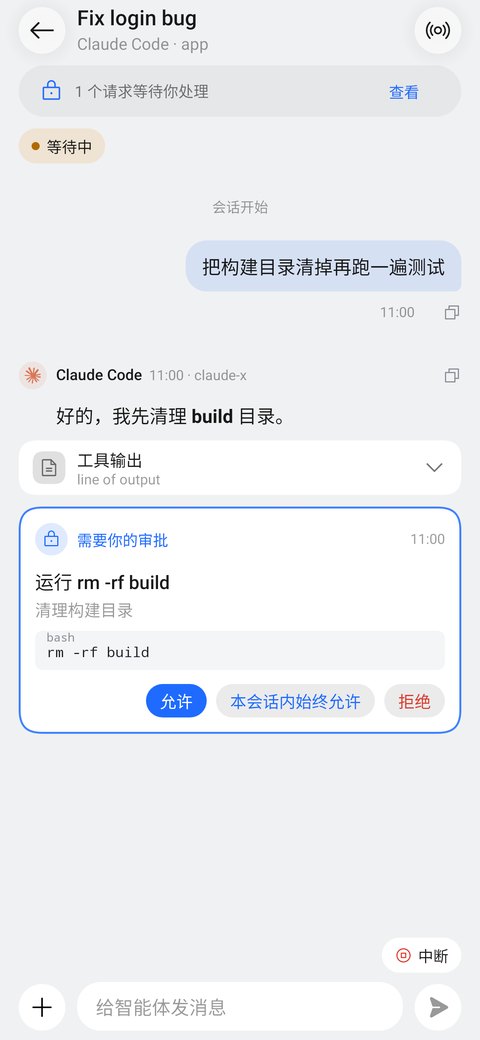 Fix login bug
Claude Code · app
1 个请求等待你处理
查看
等待中
会话开始
把构建目录清掉再跑一遍测试
11:00
Claude Code 11:00 · claude-x
好的，我先清理 build 目录。
工具输出
line of output
需要你的审批
11:00
运行 rm -rf build
清理构建目录
bash
rm -rf build
允许
本会话内始终允许
拒绝
中断
给智能体发消息